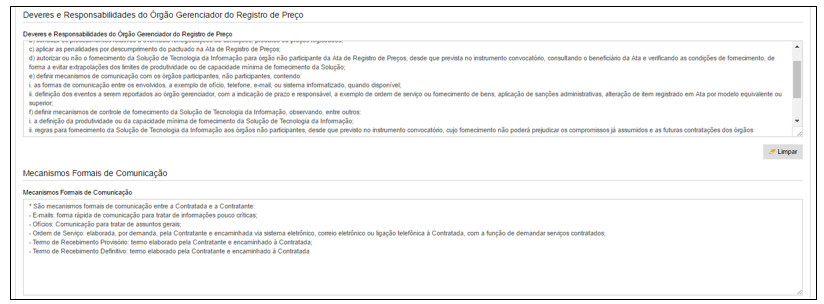 Deveres e Responsabilidades do Órgão Gerenciador do Registro de Preço
Deveres e Responsabilidades do Órgão Gerenciador do Registro de Preço
c) aplicar as penalidades por descumprimento do pactuado na Ata de Registro de Preços;
d) autorizar ou não o fornecimento da Solução de Tecnologia da Informação para órgão não participante da Ata de Registro de Preços, desde que prevista no instrumento convocatório, consultando o beneficiário da Ata e verificando as condições de fornecimento, de
forma a evitar extrapolações dos limites de produtividade ou de capacidade mínima de fornecimento da Solução;
e) definir mecanismos de comunicação com os órgãos participantes, não participantes, contendo:
i. as formas de comunicação entre os envolvidos, a exemplo de ofício, telefone, e-mail, ou sistema informatizado, quando disponível;
ii. definição dos eventos a serem reportados ao órgão gerenciador, com a indicação de prazo e responsável, a exemplo de ordem de serviço ou fornecimento de bens, aplicação de sanções administrativas, alteração de item registrado em Ata por modelo equivalente ou
superior;
f) definir mecanismos de controle de fornecimento da Solução de Tecnologia da Informação, observando, entre outros:
i. a definição da produtividade ou da capacidade mínima de fornecimento da Solução de Tecnologia da Informação;
ii. regras para fornecimento da Solução de Tecnologia da Informação aos órgãos não participantes, desde que previsto no instrumento convocatório, cujo fornecimento não poderá prejudicar os compromissos já assumidos e as futuras contratações dos órgãos
Limpar
Mecanismos Formais de Comunicação
Mecanismos Formais de Comunicação
* São mecanismos formais de comunicação entre a Contratada e a Contratante:
- E-mails: forma rápida de comunicação para tratar de informações pouco críticas;
- Ofícios: Comunicação para tratar de assuntos gerais;
- Ordem de Serviço: elaborada, por demanda, pela Contratante e encaminhada via sistema eletrônico, correio eletrônico ou ligação telefônica à Contratada, com a função de demandar serviços contratados;
- Termo de Recebimento Provisório: termo elaborado pela Contratante e encaminhado à Contratada;
- Termo de Recebimento Definitivo: termo elaborado pela Contratante e encaminhado à Contratada